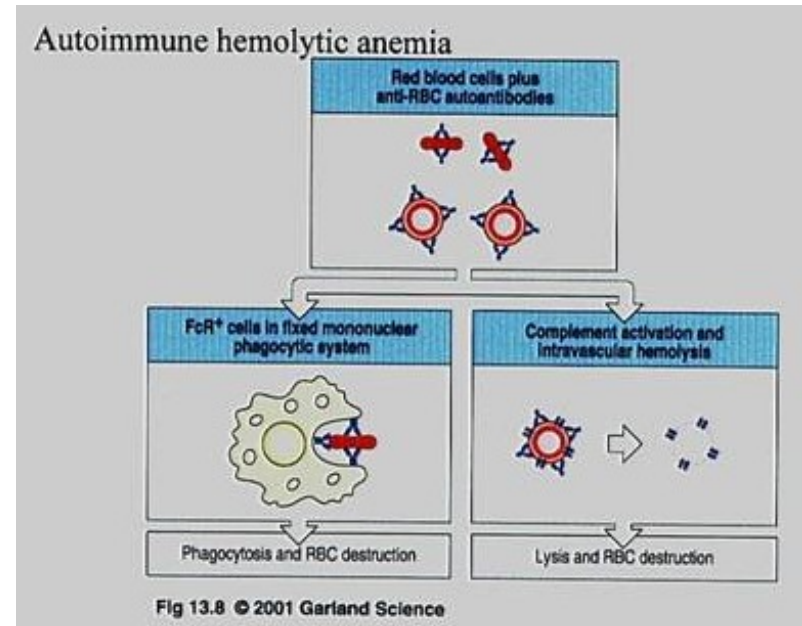 Autoimmune hemolytic anemia
Red blood cells plus
anti-RBC autoantibodies
FcR+ cells in fixed mononuclear
phagocytic system
Complement activation and
intravascular hemolysis
Phagocytosis and RBC destruction
Lysis and RBC destruction
Fig 13.8 © 2001 Garland Science